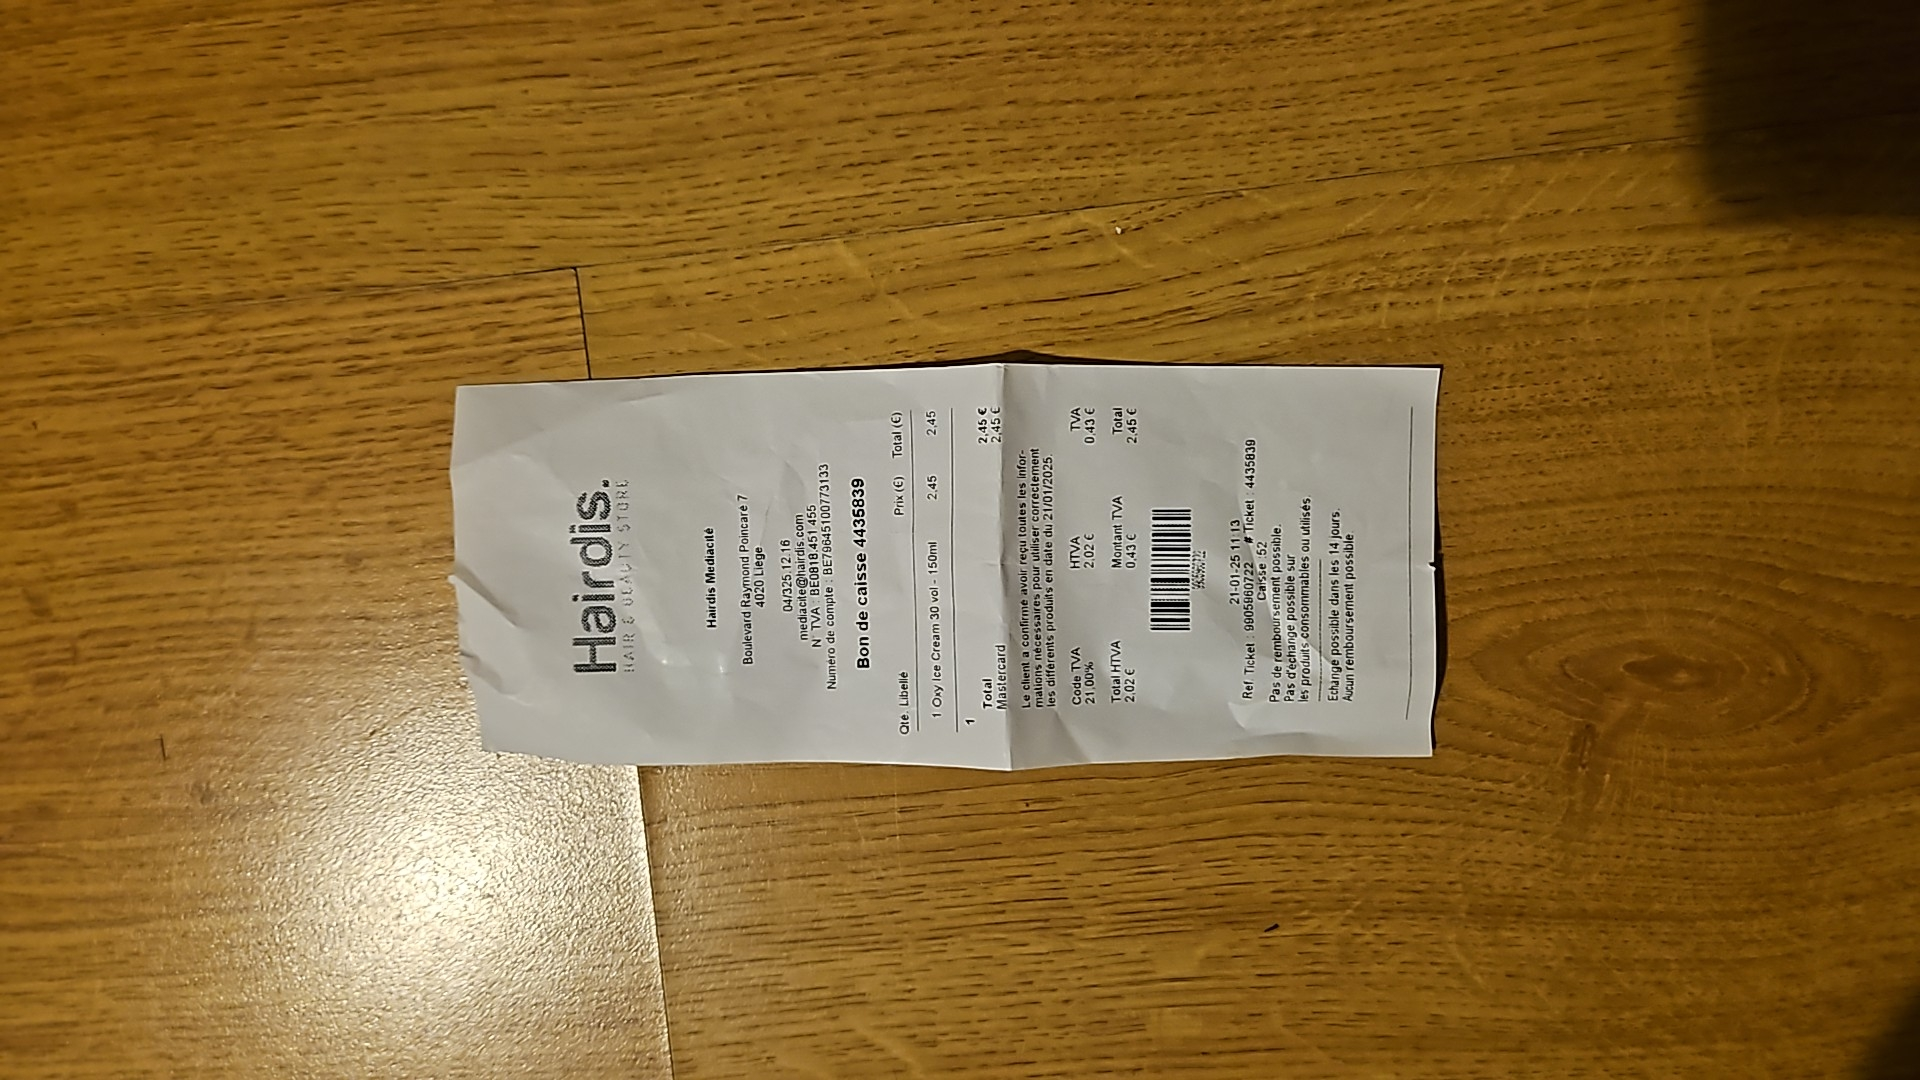 Hairdis.
HAIR & BEAUTY STORE
Hairdis Mediacité
Boulevard Raymond Poincaré 7
4020 Liege
04/325.12.16
mediacite@hairdis.com
N° TVA : BE0818.451.455
Numéro de compte : BE79645100773133
Bon de caisse 4435839
Qte. Libellé Prix (€) Total (€)
1 Oxy Ice Cream 30 vol - 150ml 2,45 2,45
1
Total 2,45 €
Mastercard 2,45 €
Le client a confirmé avoir reçu toutes les infor-
mations nécessaires pour utiliser correctement
les différents produits en date du 21/01/2025.
Code TVA HTVA TVA
21,00% 2,02 € 0,43 €
Total HTVA Montant TVA Total
2,02 € 0,43 € 2,45 €
21-01-25 11:13
Ref. Ticket : 9905860722 # Ticket : 4435839
Caisse : 52
Pas de remboursement possible.
Pas d'échange possible sur
les produits consommables ou utilisés.
Echange possible dans les 14 jours.
Aucun remboursement possible.